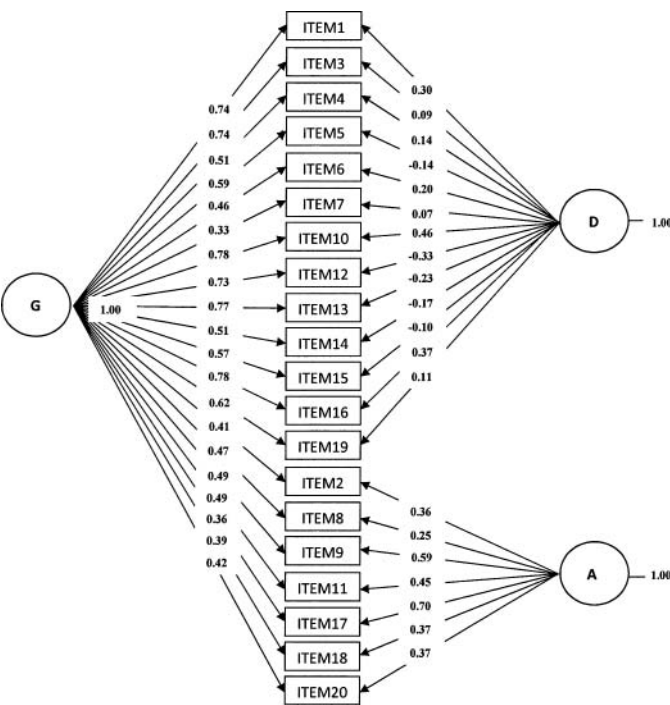 ITEM1
ITEM3
ITEM4
ITEM5
ITEM6
ITEM7
ITEM10
ITEM12
ITEM13
ITEM14
ITEM15
ITEM16
ITEM19
ITEM2
ITEM8
ITEM9
ITEM11
ITEM17
ITEM18
ITEM20
G
1.00
0.74
0.74
0.51
0.59
0.46
0.33
0.78
0.73
0.77
0.51
0.57
0.78
0.62
0.41
0.47
0.49
0.49
0.36
0.39
0.42
0.30
0.09
0.14
-0.14
0.20
0.07
0.46
-0.33
-0.23
-0.17
-0.10
0.37
0.11
D
1.00
0.36
0.25
0.59
0.45
0.70
0.37
0.37
A
1.00